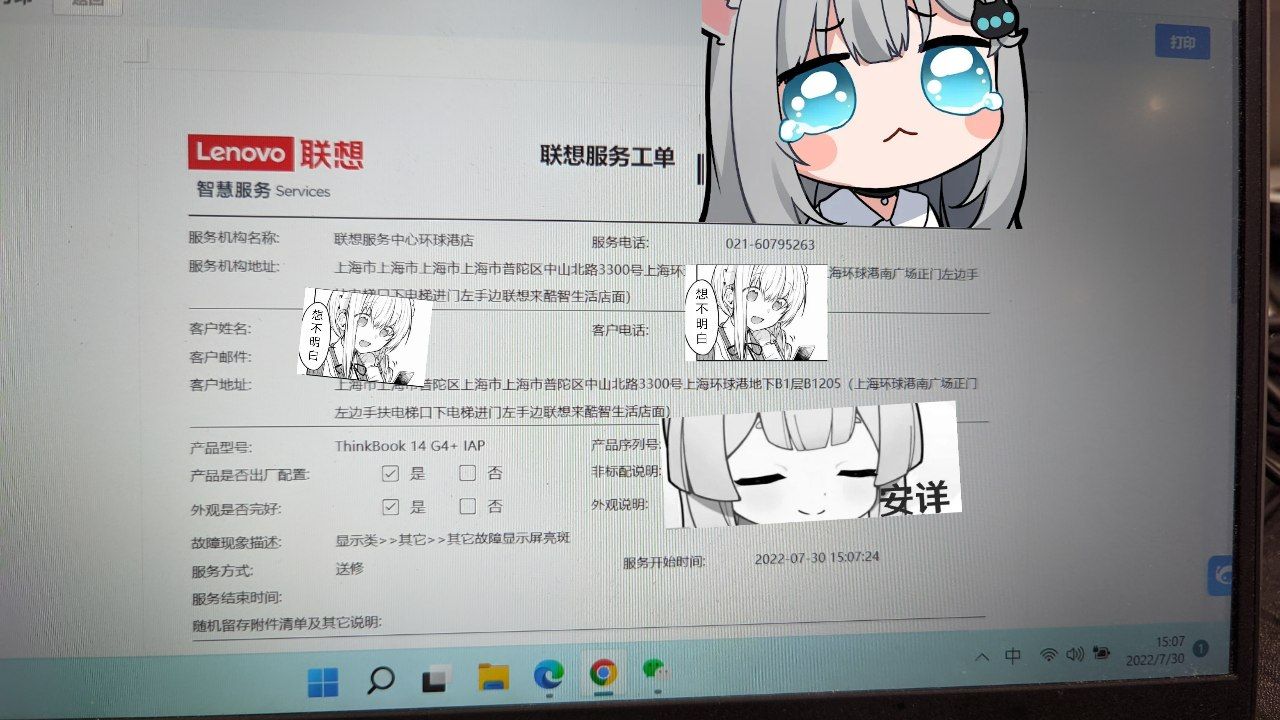 返回
打印
Lenovo 联想
智慧服务 Services
联想服务工单
服务机构名称: 联想服务中心环球港店 服务电话: 021-60795263
服务机构地址: 上海市上海市上海市上海市普陀区中山北路3300号上海环 海环球港南广场正门左边手
电梯口下电梯进门左手边联想来酷智生活店面）
客户姓名: 客户电话:
想不明白
想不明白
客户邮件:
客户地址: 上海市上海市普陀区上海市上海市普陀区中山北路3300号上海环球港地下B1层B1205（上海环球港南广场正门
左边手扶电梯口下电梯进门左手边联想来酷智生活店面）
产品型号: ThinkBook 14 G4+ IAP 产品序列号
产品是否出厂配置: 是 否 非标配说明:
外观是否完好: 是 否 外观说明:
安详
故障现象描述: 显示类>>其它>>其它故障显示屏亮斑
服务方式: 送修 服务开始时间: 2022-07-30 15:07:24
服务结束时间:
随机留存附件清单及其它说明:
中 15:07
2022/7/30 1